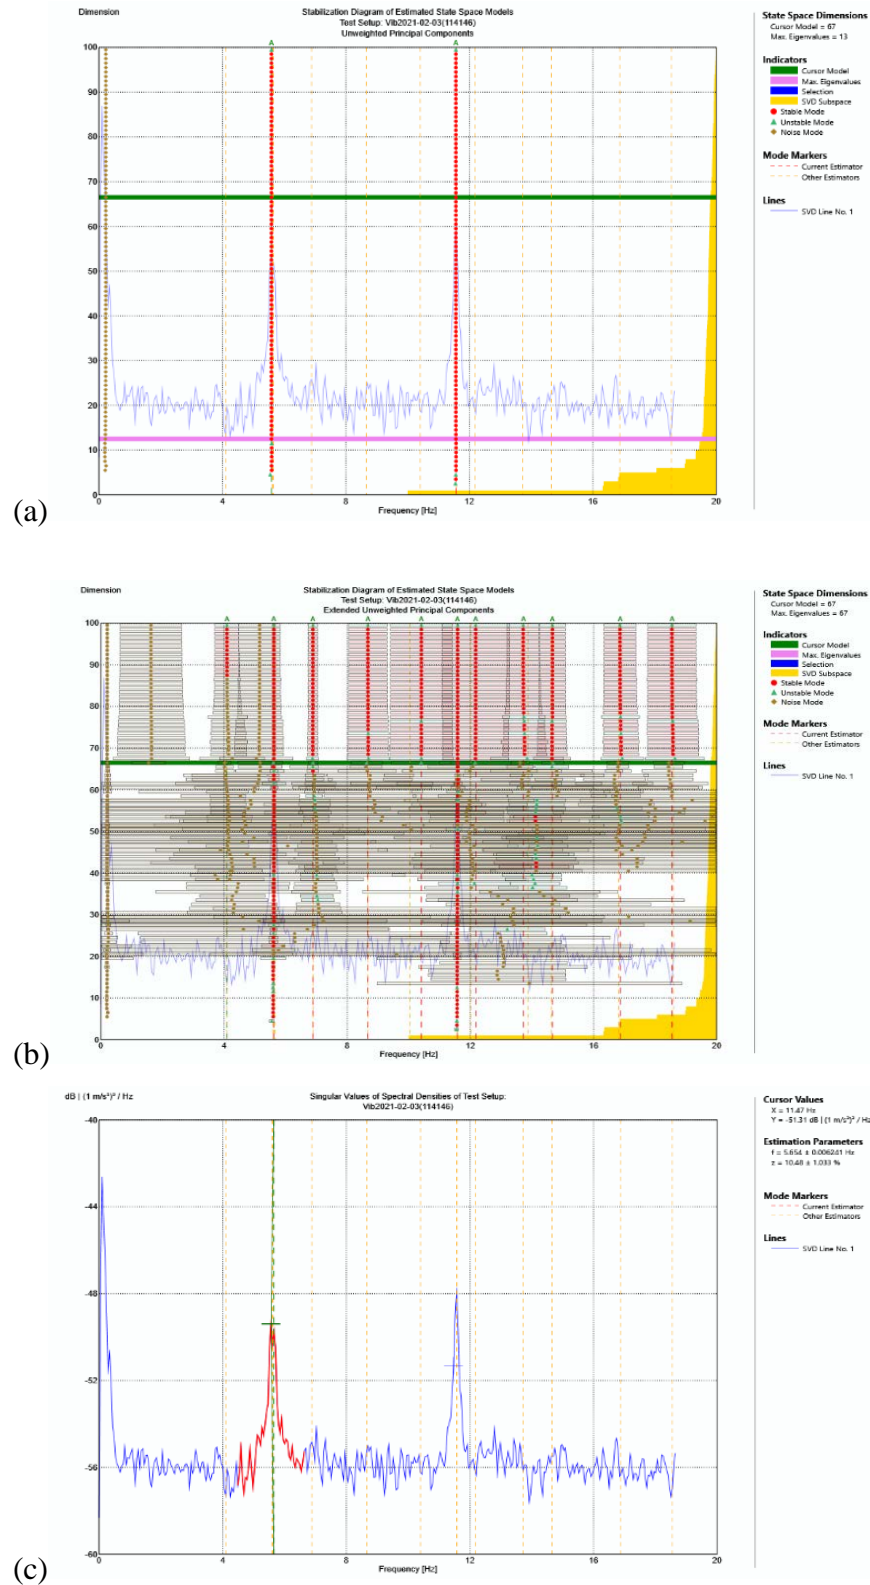 Dimension
Stabilization Diagram of Estimated State Space Models
Test Setup: Vib2021-02-03(114146)
Unweighted Principal Components
100
90
80
70
60
50
40
30
20
10
0
0 4 8 12 16 20
Frequency [Hz]
State Space Dimensions
Cursor Model = 67
Max. Eigenvalues = 13
Indicators
Cursor Model
Max. Eigenvalues
Selection
SVD Subspace
Stable Mode
Unstable Mode
Noise Mode
Mode Markers
Current Estimator
Other Estimators
Lines
SVD Line No. 1
(a)
Dimension
Stabilization Diagram of Estimated State Space Models
Test Setup: Vib2021-02-03(114146)
Extended Unweighted Principal Components
100
90
80
70
60
50
40
30
20
10
0
0 4 8 12 16 20
Frequency [Hz]
State Space Dimensions
Cursor Model = 67
Max. Eigenvalues = 67
Indicators
Cursor Model
Max. Eigenvalues
Selection
SVD Subspace
Stable Mode
Unstable Mode
Noise Mode
Mode Markers
Current Estimator
Other Estimators
Lines
SVD Line No. 1
(b)
dB | (1 m/s²)² / Hz
Singular Values of Spectral Densities of Test Setup:
Vib2021-02-03(114146)
-40
-44
-48
-52
-56
-60
0 4 8 12 16 20
Frequency [Hz]
Cursor Values
X = 11.47 Hz
Y = -51.31 dB | (1 m/s²)² / Hz
Estimation Parameters
f = 5.654 ± 0.006241 Hz
z = 10.48 ± 1.033 %
Mode Markers
Current Estimator
Other Estimators
Lines
SVD Line No. 1
(c)